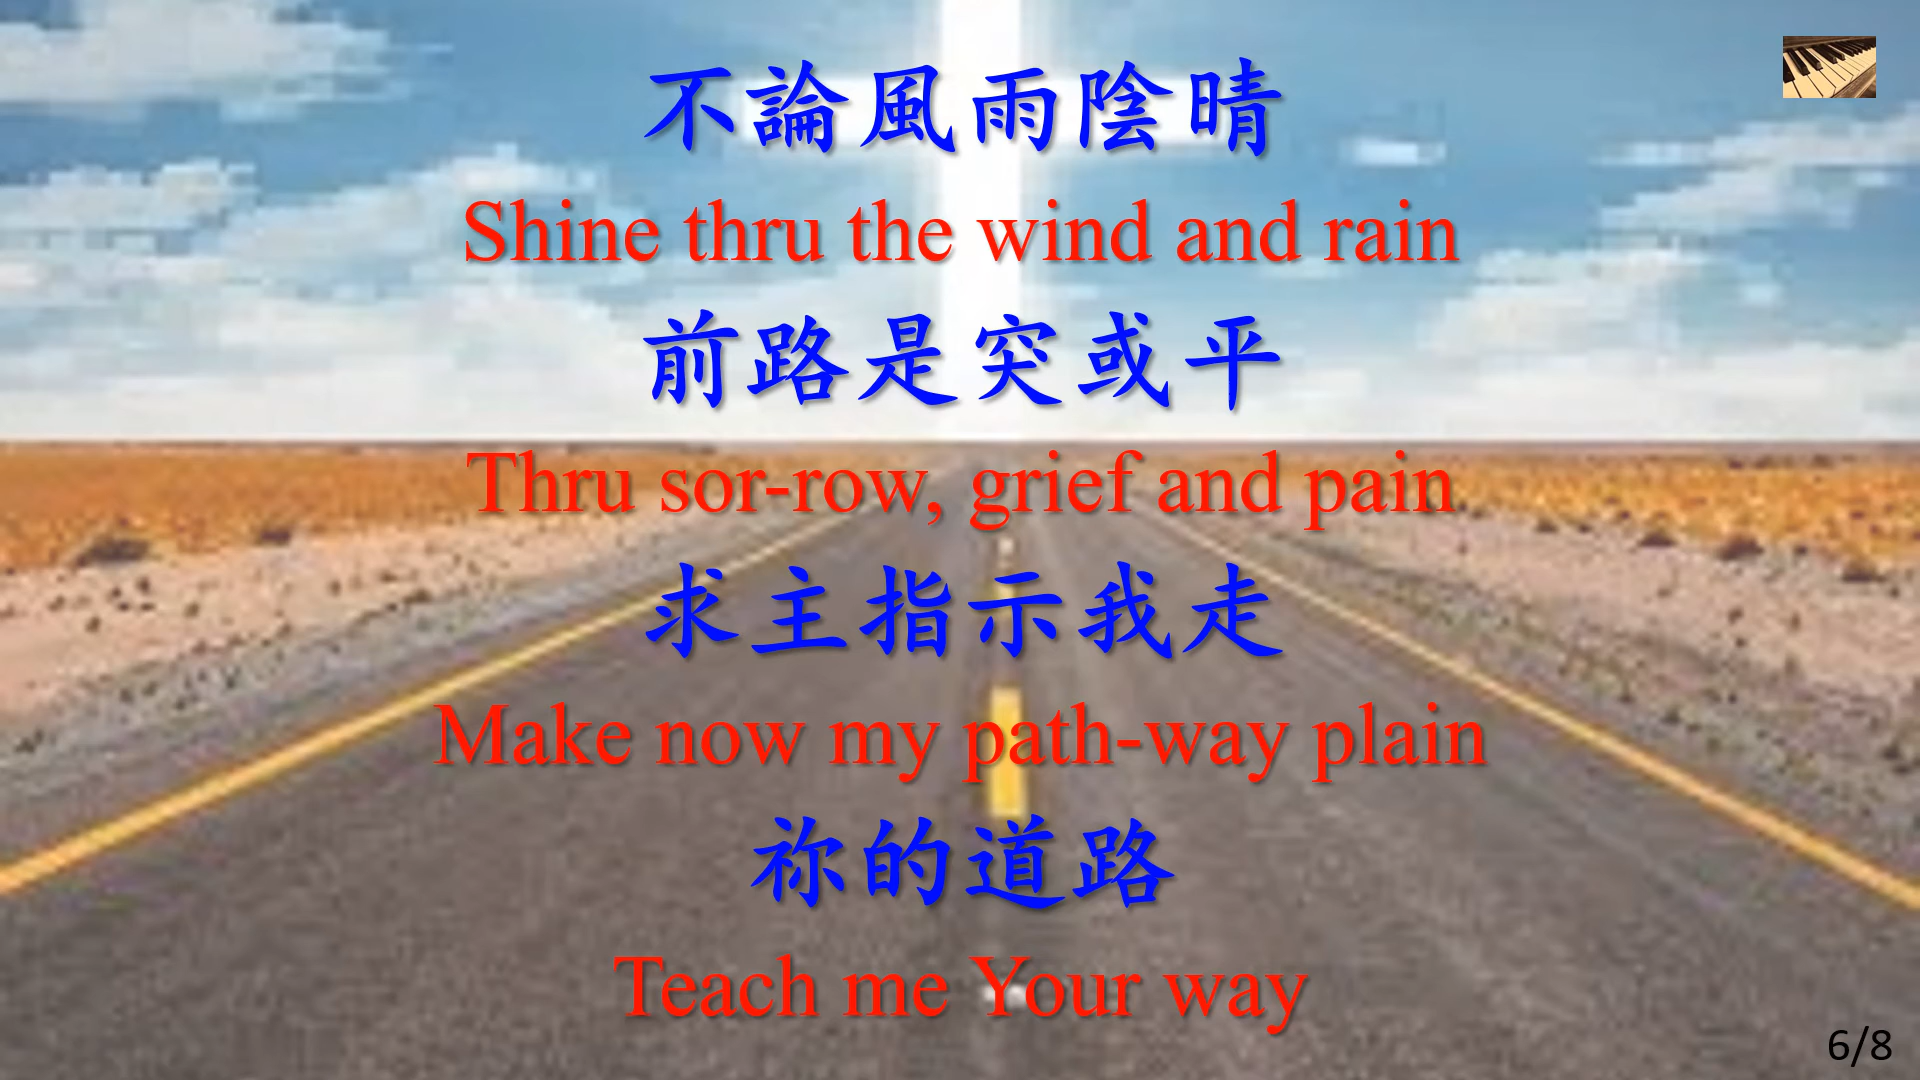 不論風雨陰晴
Shine thru the wind and rain
前路是突或平
Thru sor-row, grief and pain
求主指示我走
Make now my path-way plain
祢的道路
Teach me Your way
6/8